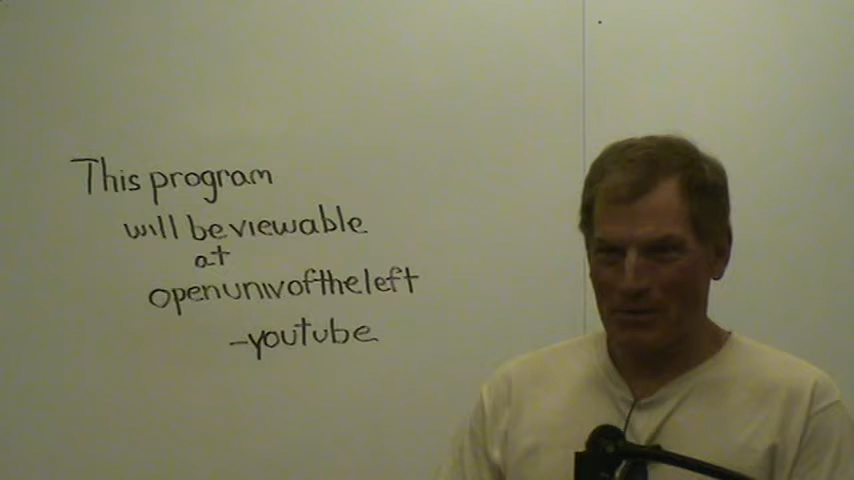 This program
will be viewable
at
openunivoftheleft
-youtube